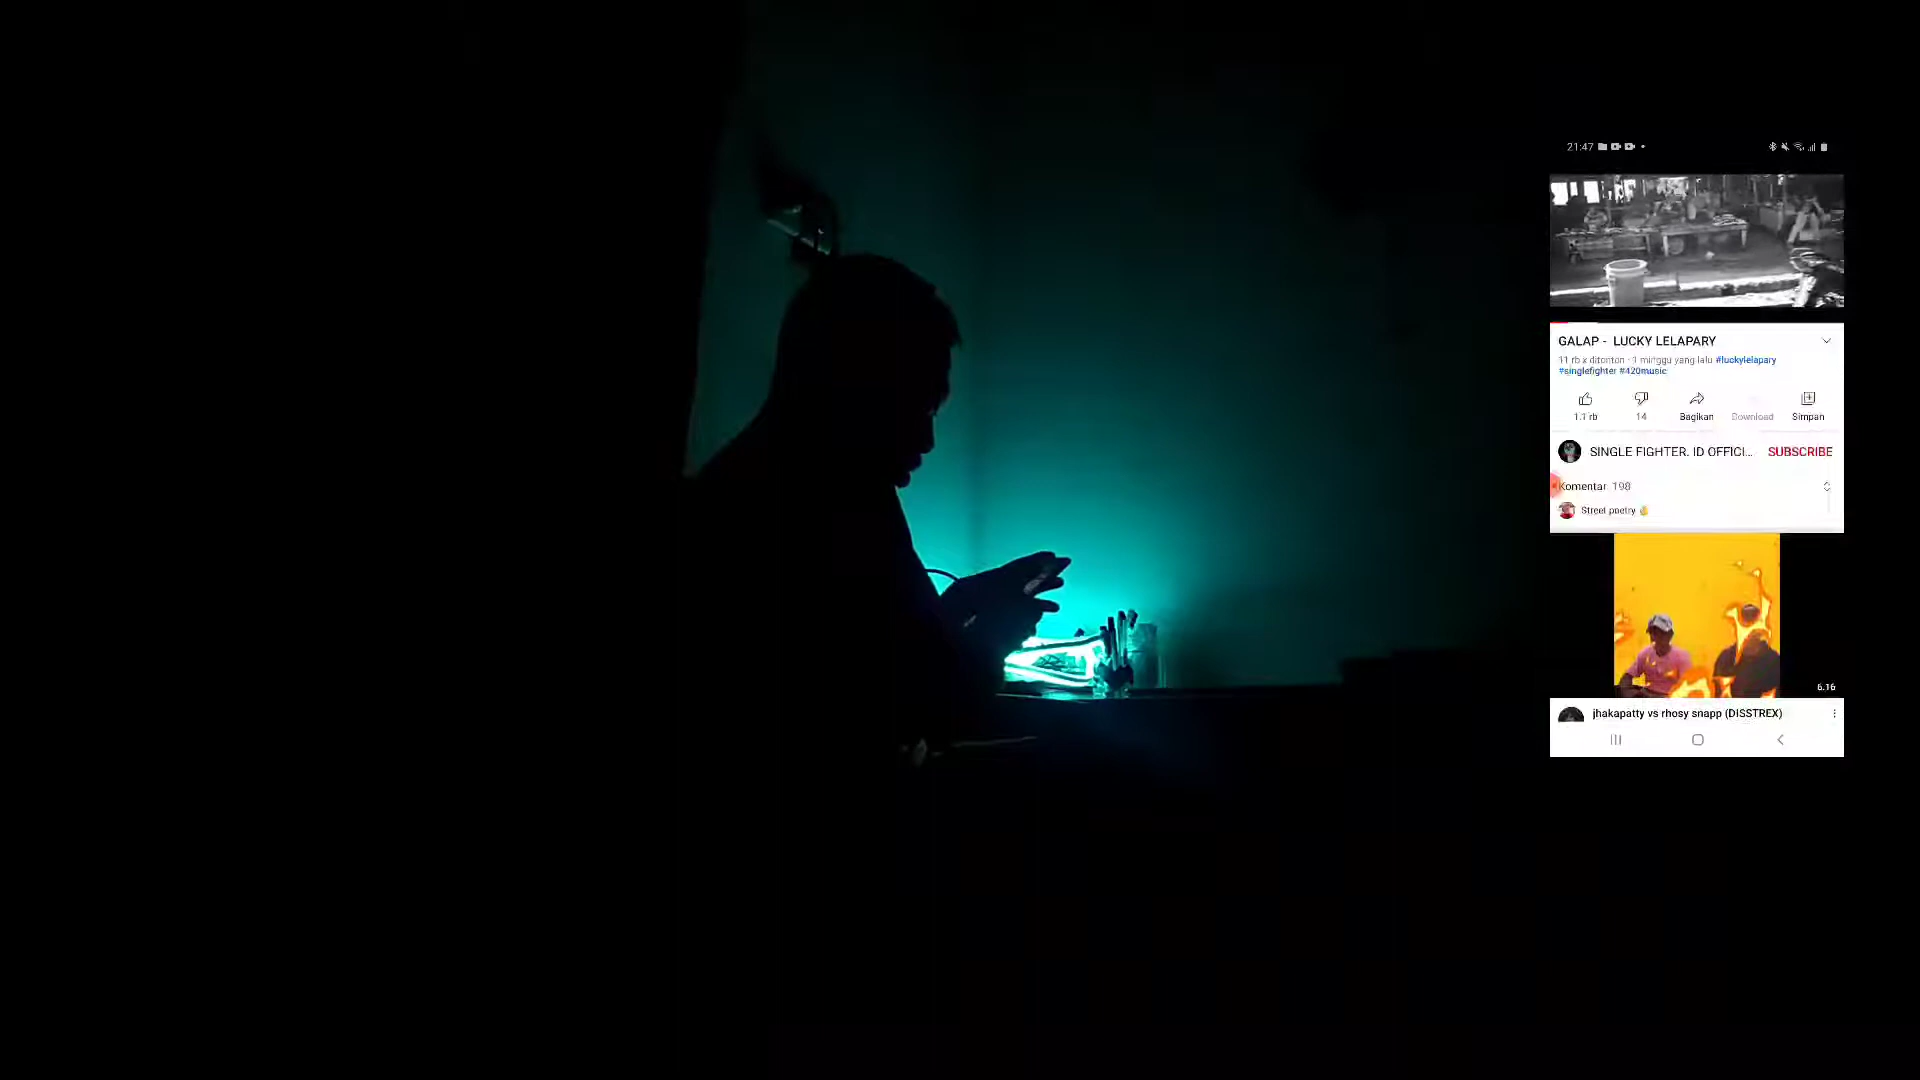 21:47
GALAP - LUCKY LELAPARY
11 rb x ditonton · 1 minggu yang lalu #luckylelapary
#singlefighter #420music
1.1 rb
14
Bagikan
Download
Simpan
SINGLE FIGHTER. ID OFFICI...
SUBSCRIBE
Komentar 198
Street poetry
6.16
jhakapatty vs rhosy snapp (DISSTREX)